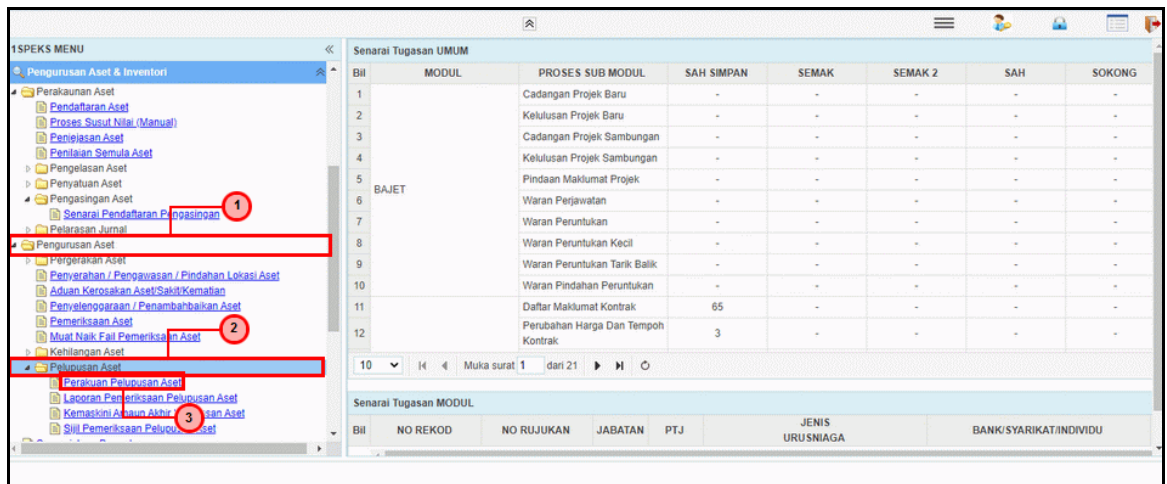 1SPEKS MENU
Pengurusan Aset & Inventori
Perakaunan Aset
Pendaftaran Aset
Proses Susut Nilai (Manual)
Penjejasan Aset
Penilaian Semula Aset
Pengelasan Aset
Penyatuan Aset
Pengasingan Aset
1
Senarai Pendaftaran Pengasingan
Pelarasan Jurnal
Pengurusan Aset
Pergerakan Aset
Penyerahan / Pengawasan / Pindahan Lokasi Aset
Aduan Kerosakan Aset/Sakit/Kematian
Penyelenggaraan / Penambahbaikan Aset
Pemeriksaan Aset
2
Muat Naik Fail Pemeriksaan Aset
Kehilangan Aset
Pelupusan Aset
Perakuan Pelupusan Aset
Laporan Pemeriksaan Pelupusan Aset
Kemaskini Amaun Akhir Aset
3
Sijil Pemeriksaan Aset
Senarai Tugasan UMUM
Bil MODUL PROSES SUB MODUL SAH SIMPAN SEMAK SEMAK 2 SAH SOKONG
1 Cadangan Projek Baru - - - - -
2 Kelulusan Projek Baru - - - - -
3 Cadangan Projek Sambungan - - - - -
4 Kelulusan Projek Sambungan - - - - -
5 Pindaan Maklumat Projek - - - - -
BAJET
6 Waran Perjawatan - - - - -
7 Waran Peruntukan - - - - -
8 Waran Peruntukan Kecil - - - - -
9 Waran Peruntukan Tarik Balik - - - - -
10 Waran Pindahan Peruntukan - - - - -
11 Daftar Maklumat Kontrak 65 - - - -
12 Perubahan Harga Dan Tempoh 3 - - - -
Kontrak
10 Muka surat 1 dari 21
Senarai Tugasan MODUL
Bil NO REKOD NO RUJUKAN JABATAN PTJ JENIS BANK/SYARIKAT/INDIVIDU
URUSNIAGA